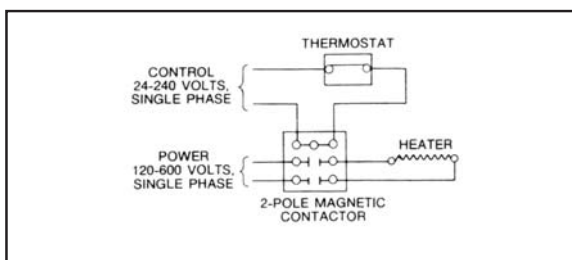 THERMOSTAT
CONTROL
24-240 VOLTS,
SINGLE PHASE
HEATER
POWER
120-600 VOLTS,
SINGLE PHASE
2-POLE MAGNETIC
CONTACTOR